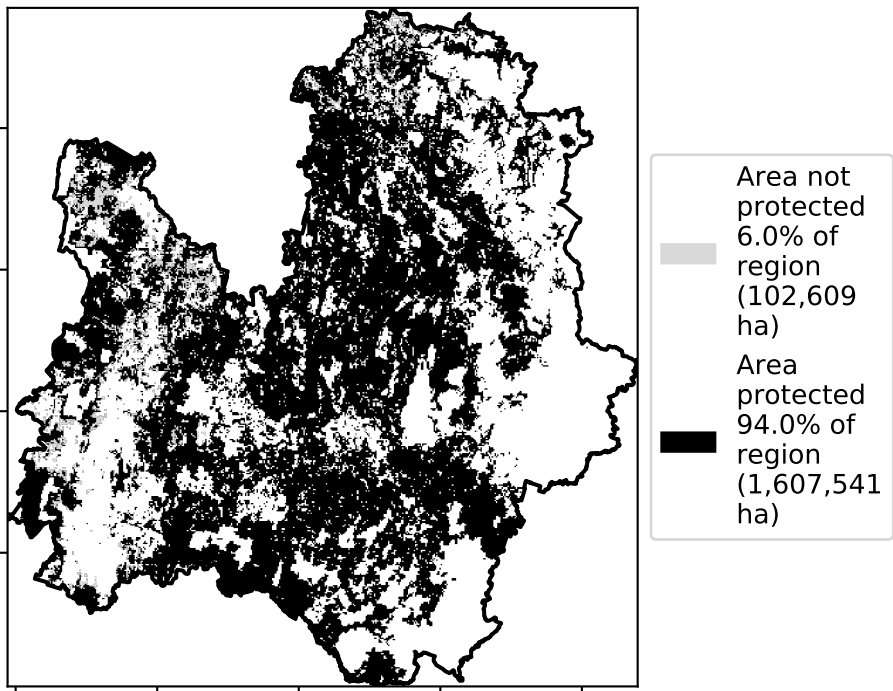 Area not
protected
6.0% of
region
(102,609
ha)
Area
protected
94.0% of
region
(1,607,541
ha)